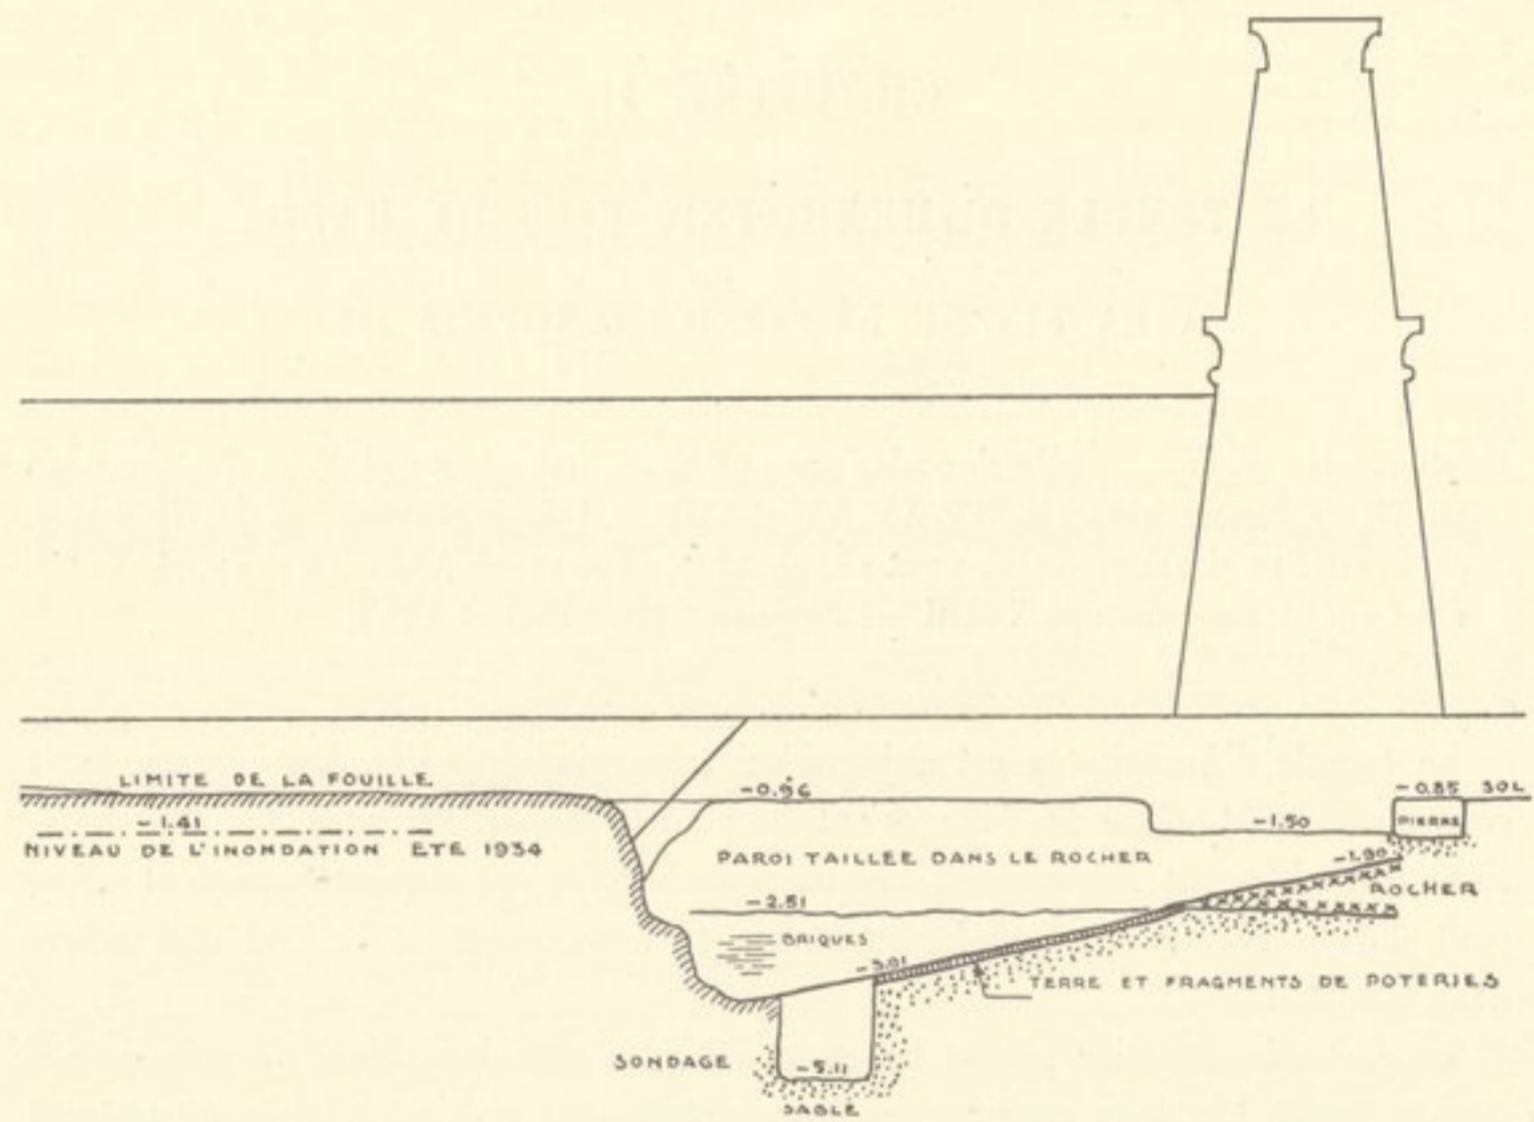 LIMITE DE LA FOUILLE
-0.96
-0.85 SOL
-1.41
-1.50
PIERRE
NIVEAU DE L'INONDATION ETÉ 1934
PAROI TAILLÉE DANS LE ROCHER
-1.90
ROCHER
-2.51
BRIQUES
-3.01
TERRE ET FRAGMENTS DE POTERIES
SONDAGE
-5.11
SABLE